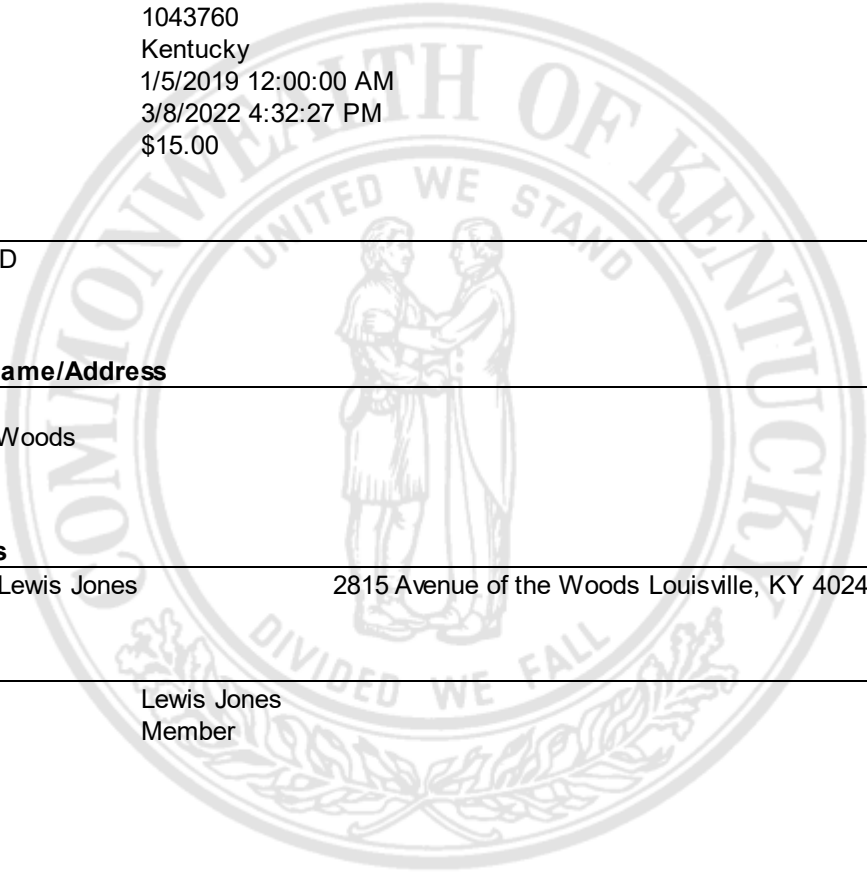 1043760
Kentucky
1/5/2019 12:00:00 AM
3/8/2022 4:32:27 PM
$15.00
COMMONWEALTH OF KENTUCKY
UNITED WE STAND
D
ame/Address
Woods
s
Lewis Jones 2815 Avenue of the Woods Louisville, KY 4024
DIVIDED WE FALL
Lewis Jones
Member